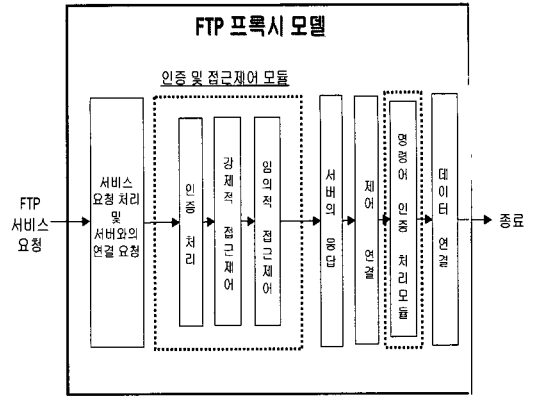 FTP 프록시 모델
인증 및 접근제어 모듈
FTP
서비스
요청
서비스
요청 처리
및
서버와의
연결 요청
인증 처리
강제적 접근제어
임의적 접근제어
서버의 응답
제어 연결
명령어 인증 처리모듈
데이터 연결
종료